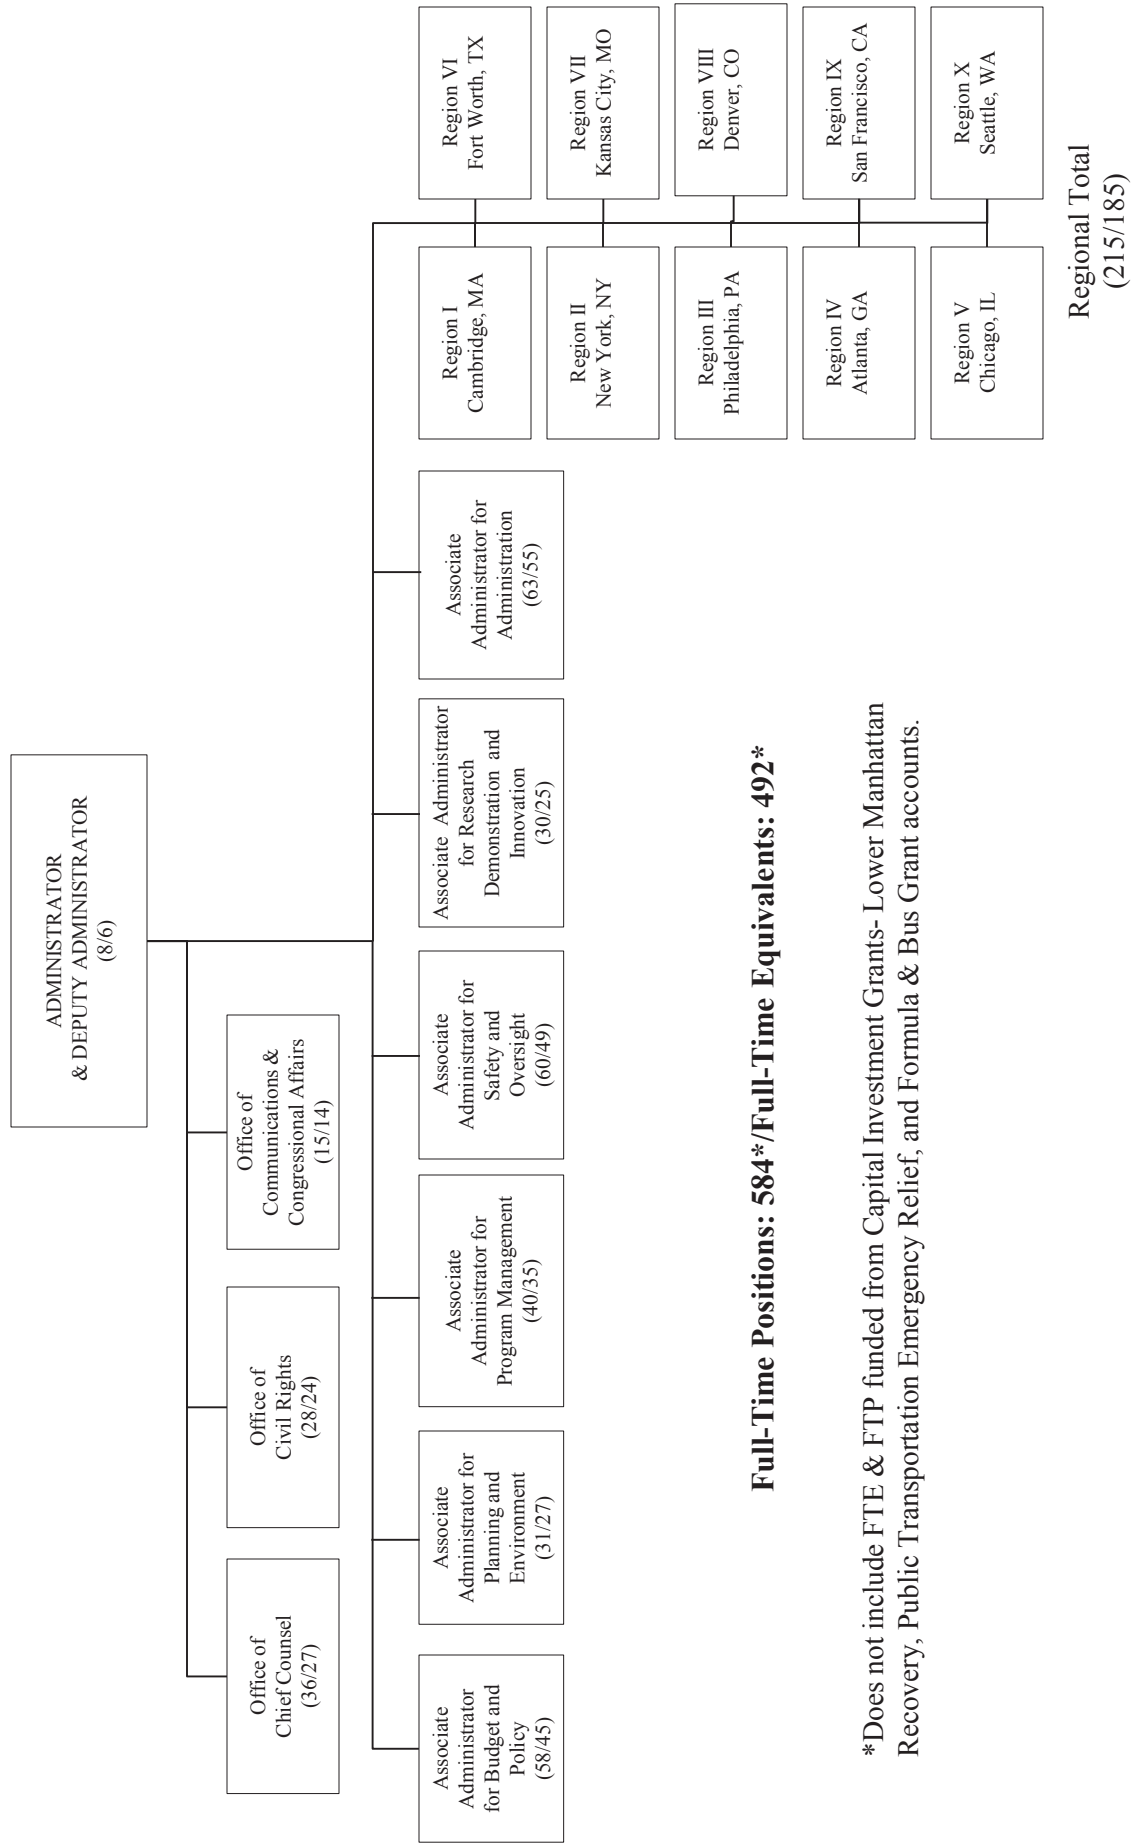 ADMINISTRATOR
& DEPUTY ADMINISTRATOR
(8/6)
Office of
Chief Counsel
(36/27)
Office of
Civil Rights
(28/24)
Office of
Communications &
Congressional Affairs
(15/14)
Associate
Administrator
for Budget and
Policy
(58/45)
Associate
Administrator for
Planning and
Environment
(31/27)
Associate
Administrator for
Program Management
(40/35)
Associate
Administrator for
Safety and
Oversight
(60/49)
Associate Administrator
for Research
Demonstration and
Innovation
(30/25)
Associate
Administrator for
Administration
(63/55)
Region I
Cambridge, MA
Region VI
Fort Worth, TX
Region II
New York, NY
Region VII
Kansas City, MO
Region III
Philadelphia, PA
Region VIII
Denver, CO
Region IV
Atlanta, GA
Region IX
San Francisco, CA
Region V
Chicago, IL
Region X
Seattle, WA
Regional Total
(215/185)
Full-Time Positions: 584*/Full-Time Equivalents: 492*
*Does not include FTE & FTP funded from Capital Investment Grants- Lower Manhattan
Recovery, Public Transportation Emergency Relief, and Formula & Bus Grant accounts.